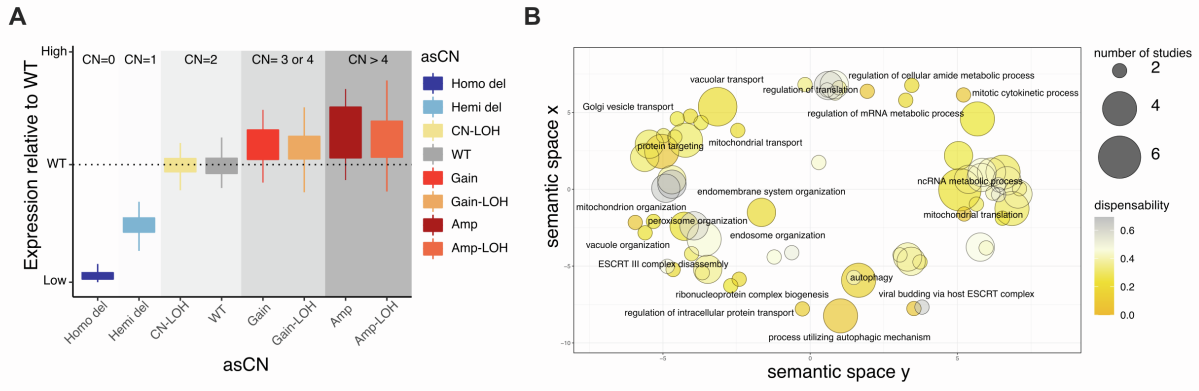 A
High
WT
Low
Expression relative to WT
CN=0
CN=1
CN=2
CN= 3 or 4
CN > 4
Homo del
Hemi del
CN-LOH
WT
Gain
Gain-LOH
Amp
Amp-LOH
asCN
asCN
Homo del
Hemi del
CN-LOH
WT
Gain
Gain-LOH
Amp
Amp-LOH
B
semantic space x
5
0
-5
-10
vacuolar transport
regulation of cellular amide metabolic process
regulation of translation
mitotic cytokinetic process
Golgi vesicle transport
regulation of mRNA metabolic process
mitochondrial transport
protein targeting
ncRNA metabolic process
endomembrane system organization
mitochondrion organization
mitochondrial translation
peroxisome organization
endosome organization
vacuole organization
ESCRT III complex disassembly
autophagy
ribonucleoprotein complex biogenesis
viral budding via host ESCRT complex
regulation of intracellular protein transport
process utilizing autophagic mechanism
-5
0
5
semantic space y
number of studies
2
4
6
dispensability
0.6
0.4
0.2
0.0